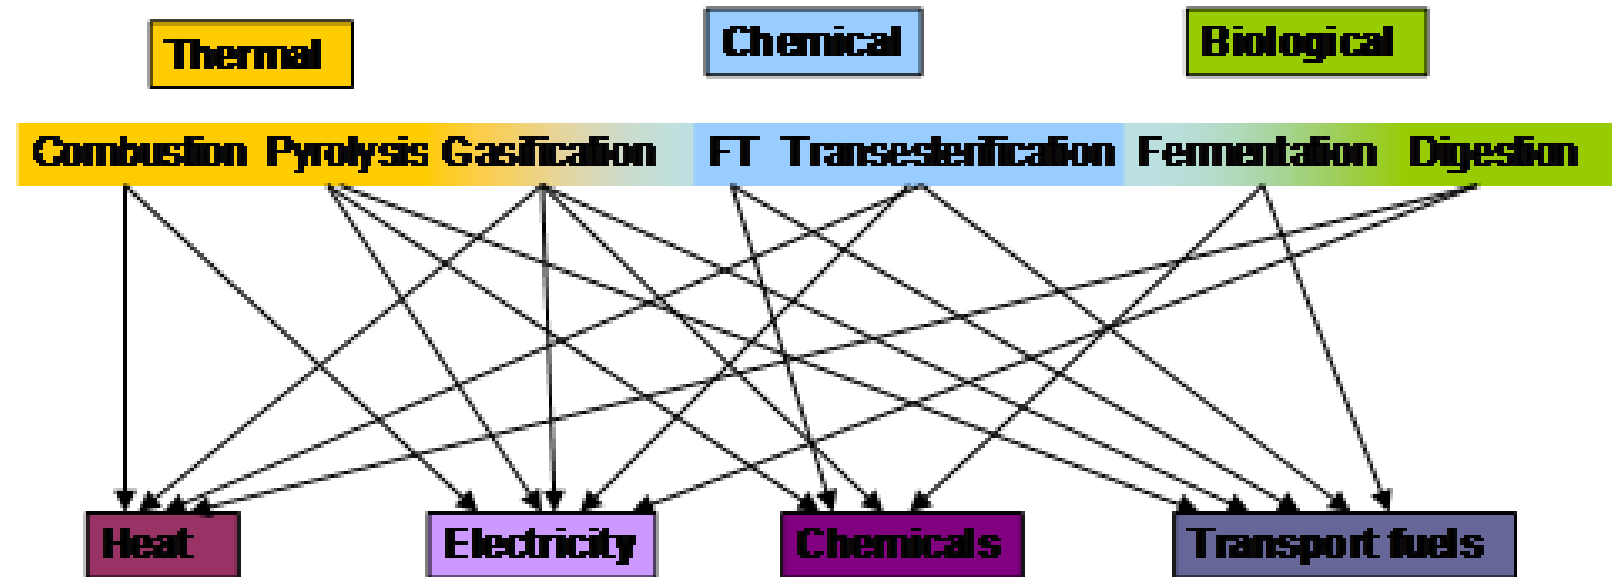 Thermal Chemical Biological
Combustion Pyrolysis Gasification FT Transesterification Fermentation Digestion
Heat Electricity Chemicals Transport fuels